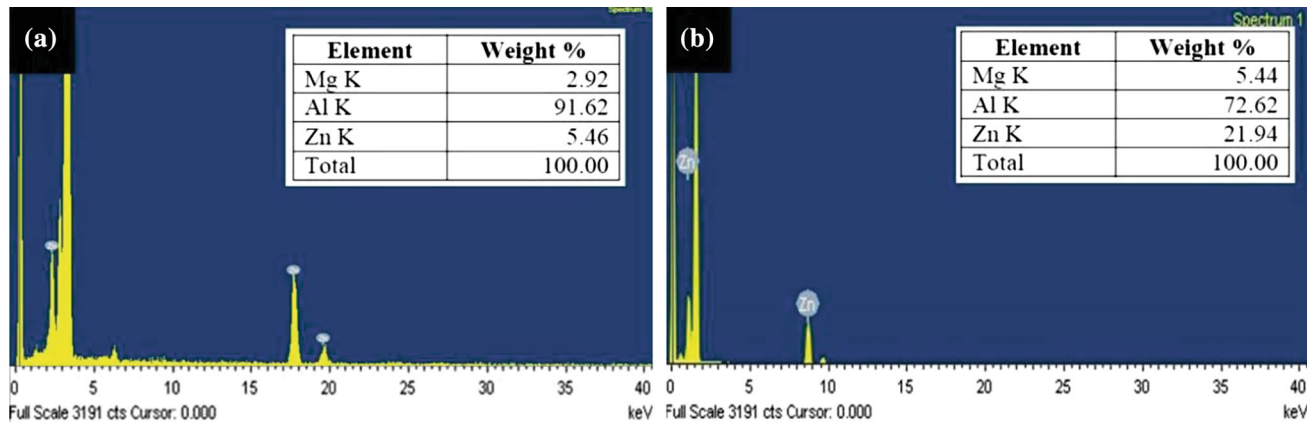 (a)
Spectrum 10
Element Weight %
Mg K 2.92
Al K 91.62
Zn K 5.46
Total 100.00
0 5 10 15 20 25 30 35 40
Full Scale 3191 cts Cursor: 0.000 keV
(b)
Spectrum 1
Element Weight %
Mg K 5.44
Al K 72.62
Zn K 21.94
Total 100.00
Zn
Zn
0 5 10 15 20 25 30 35 40
Full Scale 3191 cts Cursor: 0.000 keV